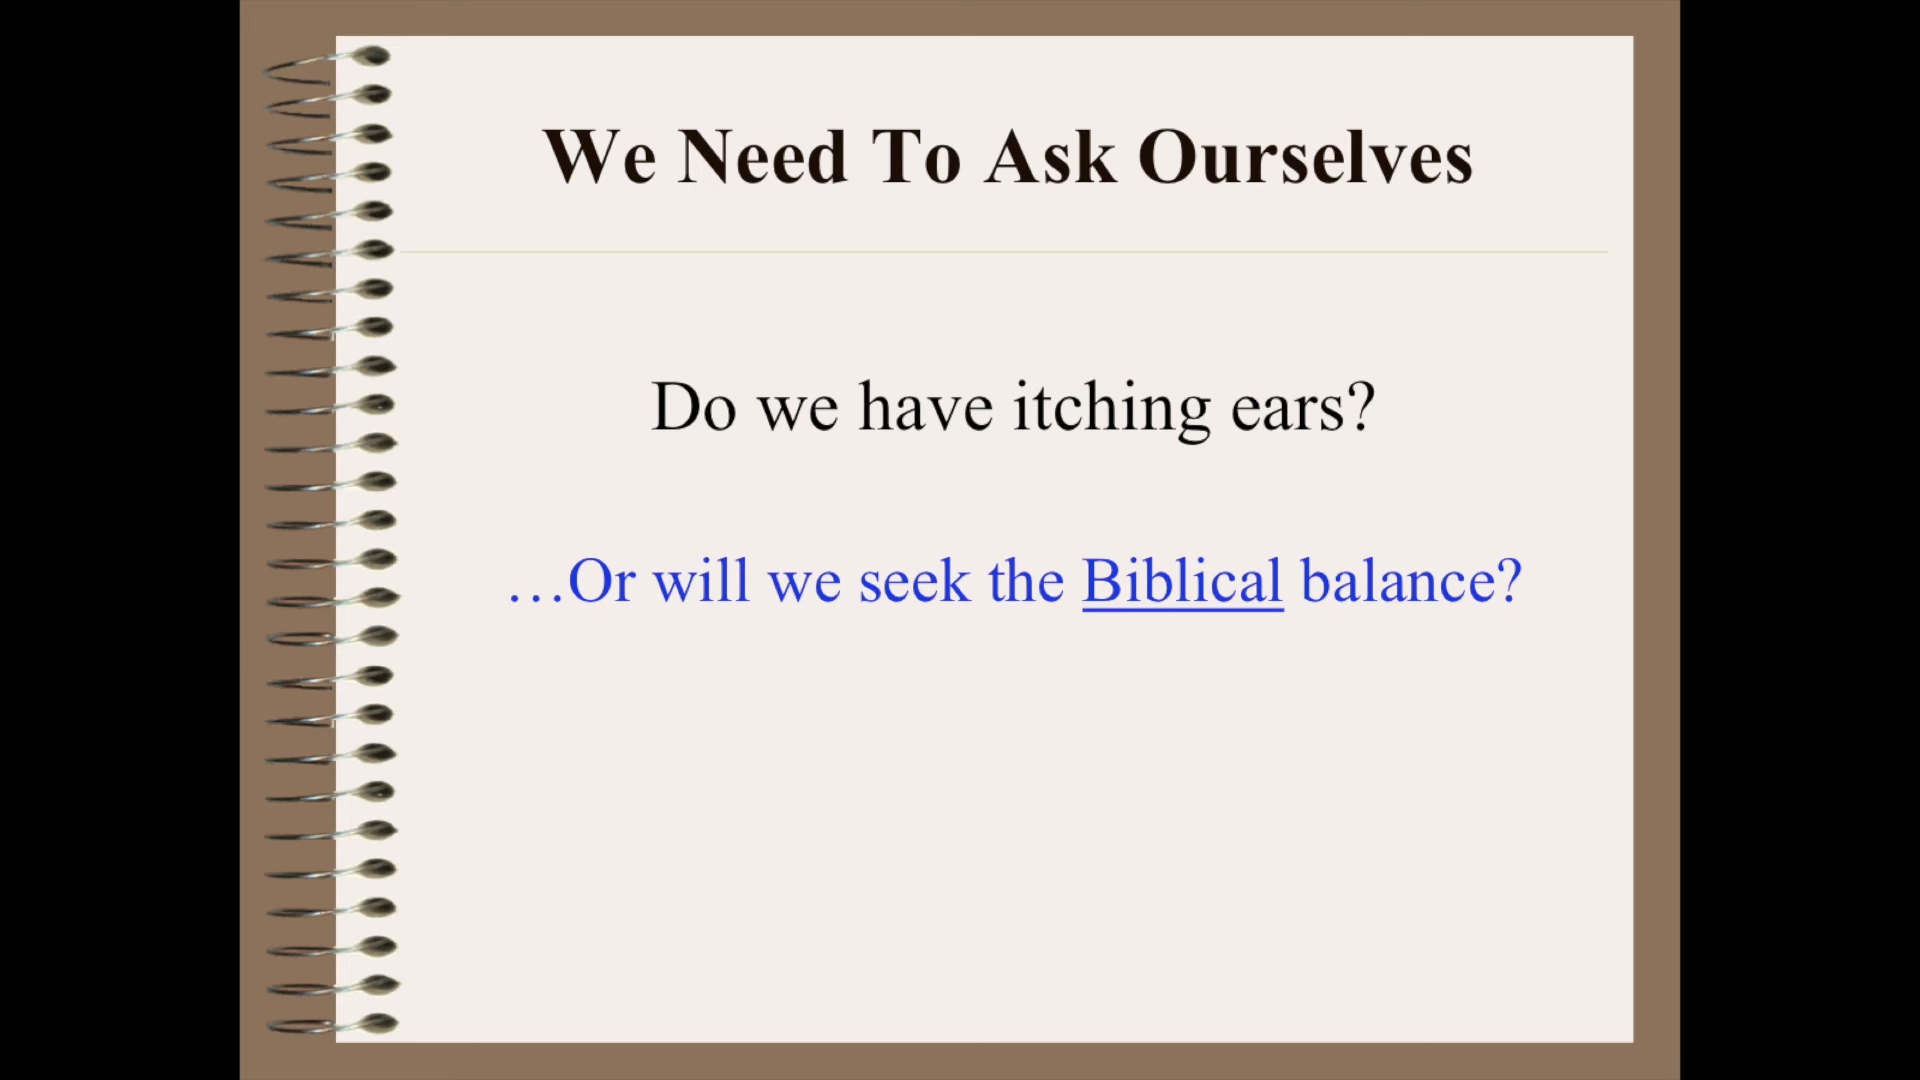 We Need To Ask Ourselves
Do we have itching ears?
…Or will we seek the Biblical balance?